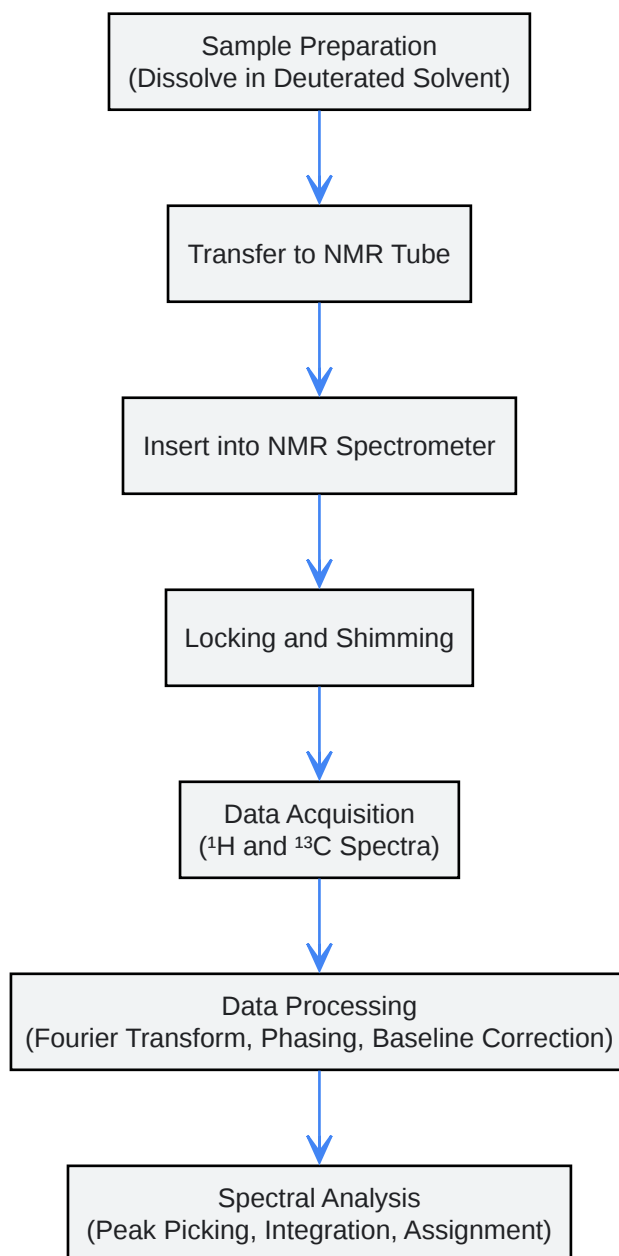 Sample Preparation
(Dissolve in Deuterated Solvent)
Transfer to NMR Tube
Insert into NMR Spectrometer
Locking and Shimming
Data Acquisition
(¹H and ¹³C Spectra)
Data Processing
(Fourier Transform, Phasing, Baseline Correction)
Spectral Analysis
(Peak Picking, Integration, Assignment)